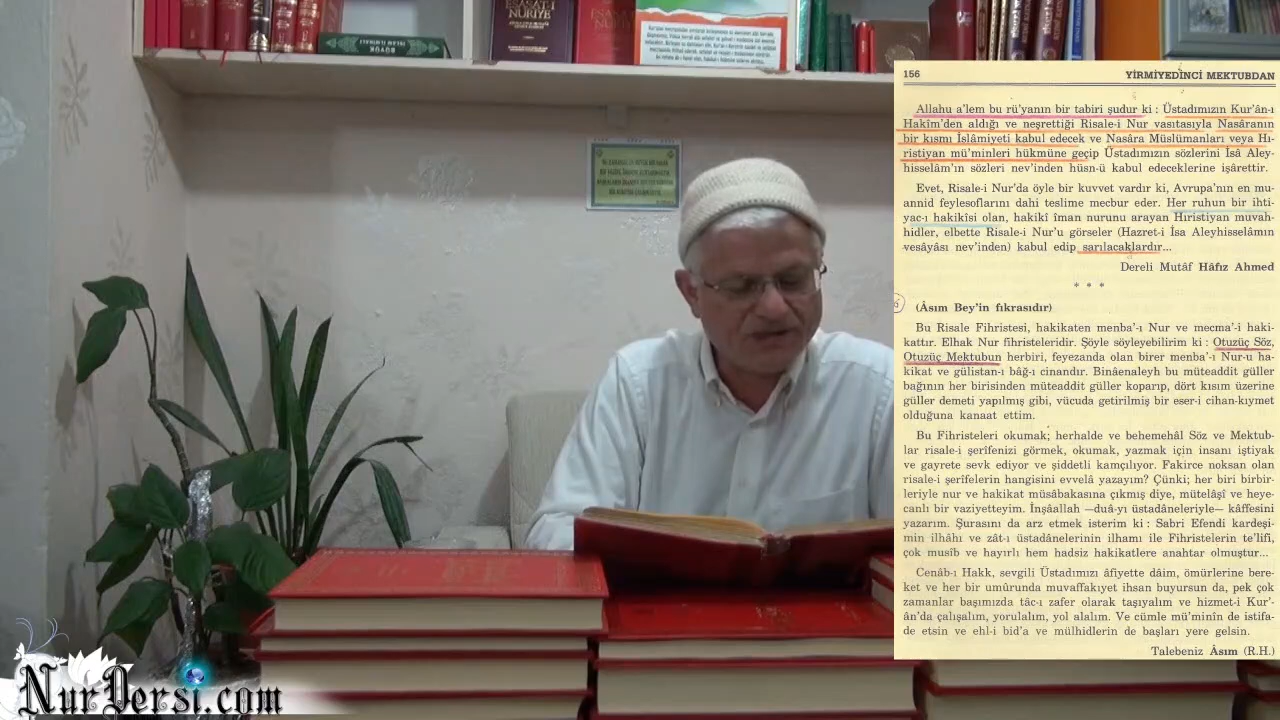 ESASAT-I
NURİYE
BÜYÜK
156 YİRMİYEDİNCİ MEKTUBDAN
Allahu a'lem bu rü'yanın bir tabiri şudur ki : Üstadımızın Kur'ân-ı
Hakîm'den aldığı ve neşrettiği Risale-i Nur vasıtasıyla Nasâranın
bir kısmı İslâmiyeti kabul edecek ve Nasâra Müslümanları veya Hı-
ristiyan mü'minleri hükmüne geçip Üstadımızın sözlerini İsâ Aley-
hisselâm'ın sözleri nev'inden hüsn-ü kabul edeceklerine işârettir.
Evet, Risale-i Nur'da öyle bir kuvvet vardır ki, Avrupa'nın en mu-
annid feylesoflarını dahi teslime mecbur eder. Her ruhun bir ihti-
yac-ı hakikîsi olan, hakikî îman nurunu arayan Hıristiyan muvah-
hidler, elbette Risale-i Nur'u görseler (Hazret-i İsa Aleyhisselâmın
vesâyâsı nev'inden) kabul edip sarılacaklardır...
Dereli Mutâf Hâfız Ahmed
* * *
(Âsım Bey'in fıkrasıdır)
Bu Risale Fihristesi, hakikaten menba'-ı Nur ve mecma'-i haki-
kattır. Elhak Nur fihristeleridir. Şöyle söyleyebilirim ki : Otuzüç Söz,
Otuzüç Mektubun herbiri, feyezanda olan birer menba'-ı Nur-u ha-
kikat ve gülistan-ı bâğ-ı cinandır. Binâenaleyh bu müteaddit güller
bağının her birisinden müteaddit güller koparıp, dört kısım üzerine
güller demeti yapılmış gibi, vücuda getirilmiş bir eser-i cihan-kıymet
olduğuna kanaat ettim.
Bu Fihristeleri okumak; herhalde ve behemehâl Söz ve Mektub-
lar risale-i şerîfenizi görmek, okumak, yazmak için insanı iştiyak
ve gayrete sevk ediyor ve şiddetli kamçılıyor. Fakirce noksan olan
risale-i şerîfelerin hangisini evvelâ yazayım? Çünki; her biri birbir-
leriyle nur ve hakikat müsâbakasına çıkmış diye, mütelâşî ve heye-
canlı bir vaziyetteyim. İnşâallah —duâ-yı üstadâneleriyle— kâffesini
yazarım. Şurasını da arz etmek isterim ki : Sabri Efendi kardeşi-
min ilhâhı ve zât-ı üstadânelerinin ilhamı ile Fihristelerin te'lifi,
çok musîb ve hayırlı hem hadsiz hakikatlere anahtar olmuştur...
Cenâb-ı Hakk, sevgili Üstadımızı âfiyette dâim, ömürlerine bere-
ket ve her bir umûrunda muvaffakıyet ihsan buyursun da, pek çok
zamanlar başımızda tâc-ı zafer olarak taşıyalım ve hizmet-i Kur'-
ân'da çalışalım, yorulalım, yol alalım. Ve cümle mü'minîn de istifa-
de etsin ve ehl-i bid'a ve mülhidlerin de başları yere gelsin.
Talebeniz Âsım (R.H.)
NurDersi.com